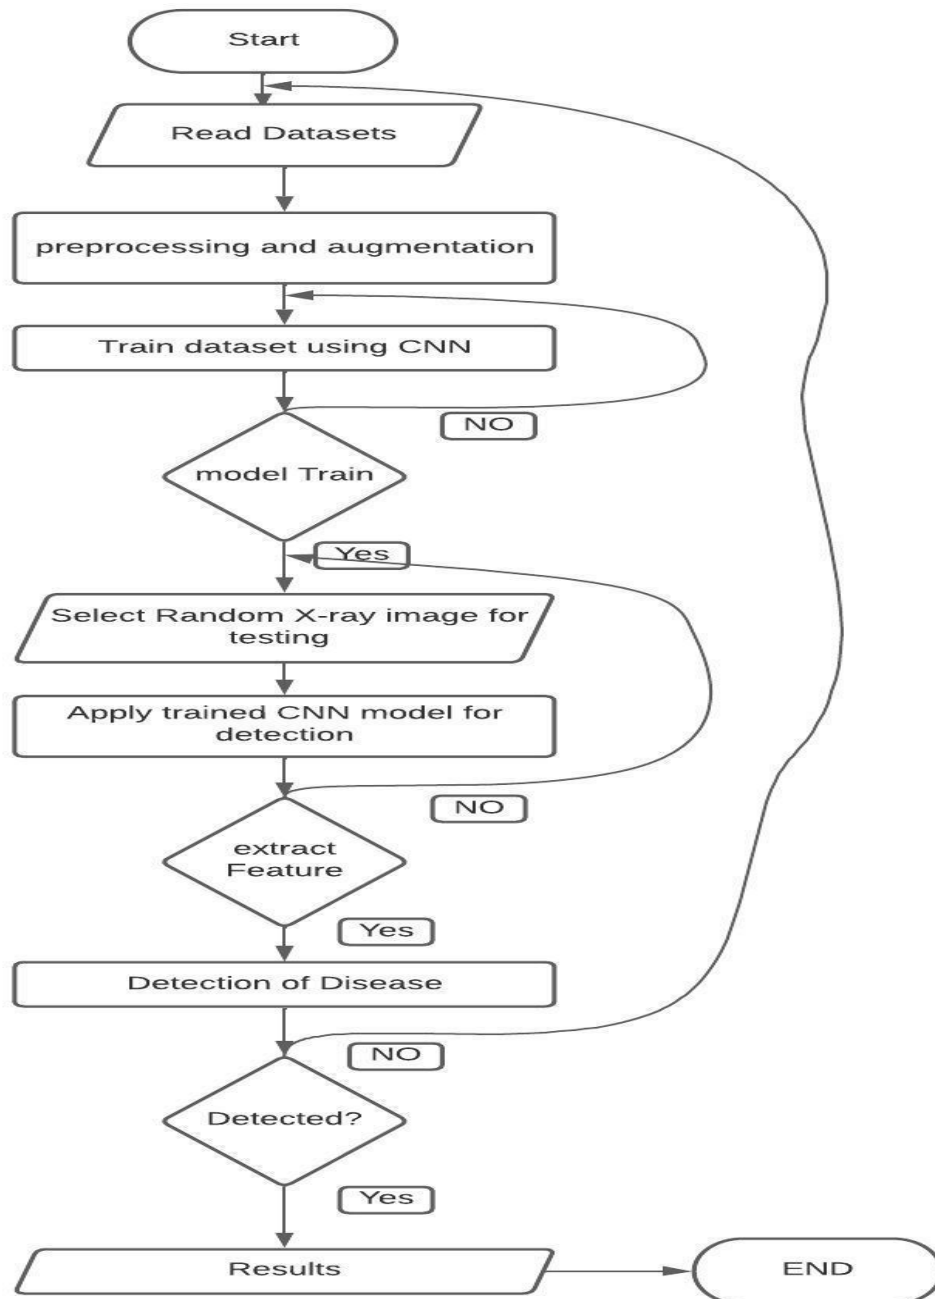 Start
Read Datasets
preprocessing and augmentation
Train dataset using CNN
NO
model Train
Yes
Select Random X-ray image for
testing
Apply trained CNN model for
detection
NO
extract
Feature
Yes
Detection of Disease
NO
Detected?
Yes
Results
END